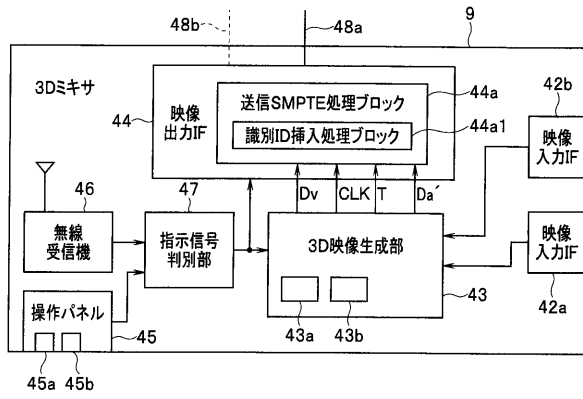 48b
48a
9
3Dミキサ
44
映像
出力IF
送信SMPTE処理ブロック
識別ID挿入処理ブロック
44a
44a1
42b
映像
入力IF
46
無線
受信機
47
指示信号
判別部
Dv
CLK
T
Da´
3D映像生成部
43a
43b
43
映像
入力IF
42a
操作パネル
45
45a
45b